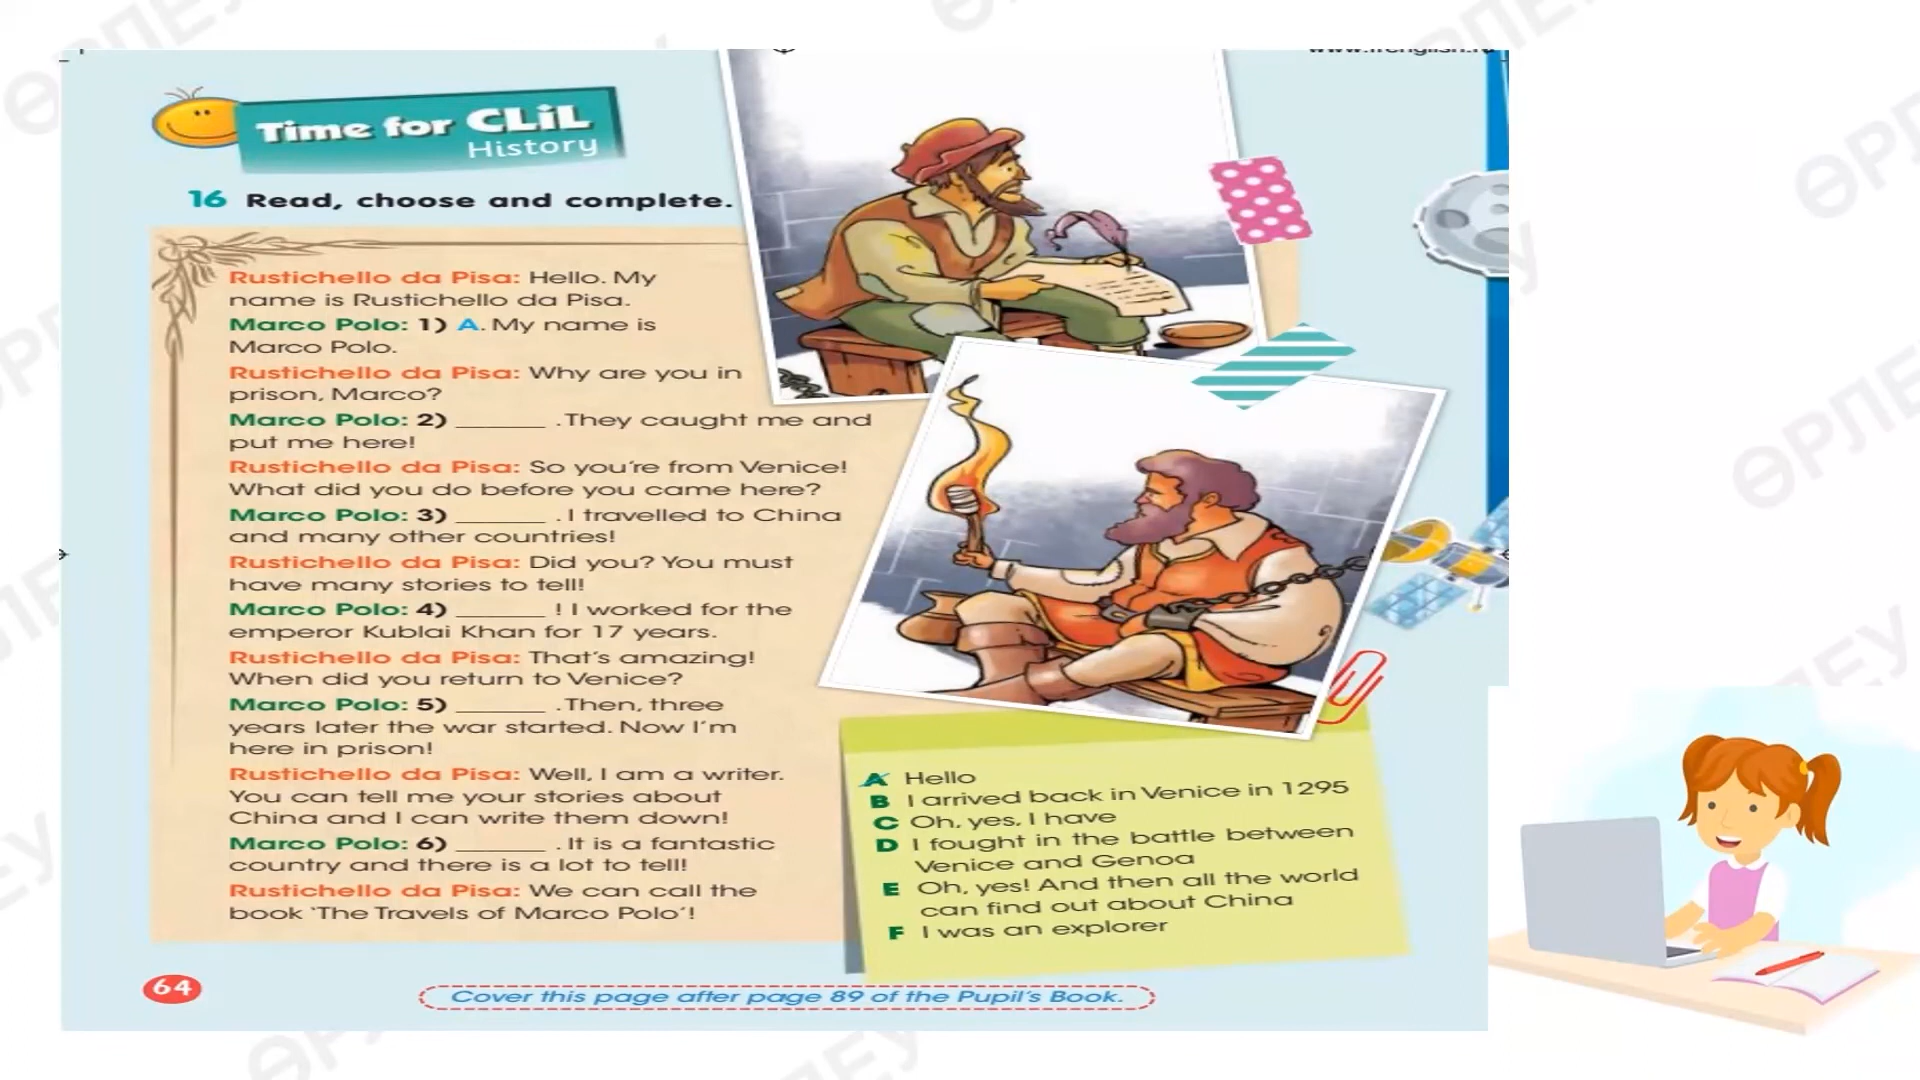 Time for CLiL
History
16 Read, choose and complete.
Rustichello da Pisa: Hello. My
name is Rustichello da Pisa.
Marco Polo: 1) A. My name is
Marco Polo.
Rustichello da Pisa: Why are you in
prison, Marco?
Marco Polo: 2) ______ . They caught me and
put me here!
Rustichello da Pisa: So you're from Venice!
What did you do before you came here?
Marco Polo: 3) ______ . I travelled to China
and many other countries!
Rustichello da Pisa: Did you? You must
have many stories to tell!
Marco Polo: 4) ______ ! I worked for the
emperor Kublai Khan for 17 years.
Rustichello da Pisa: That's amazing!
When did you return to Venice?
Marco Polo: 5) ______ . Then, three
years later the war started. Now I'm
here in prison!
Rustichello da Pisa: Well, I am a writer.
You can tell me your stories about
China and I can write them down!
Marco Polo: 6) ______ . It is a fantastic
country and there is a lot to tell!
Rustichello da Pisa: We can call the
book 'The Travels of Marco Polo'!
A Hello
B I arrived back in Venice in 1295
C Oh, yes, I have
D I fought in the battle between
Venice and Genoa
E Oh, yes! And then all the world
can find out about China
F I was an explorer
64
Cover this page after page 89 of the Pupil's Book.
ӨРЛЕУ